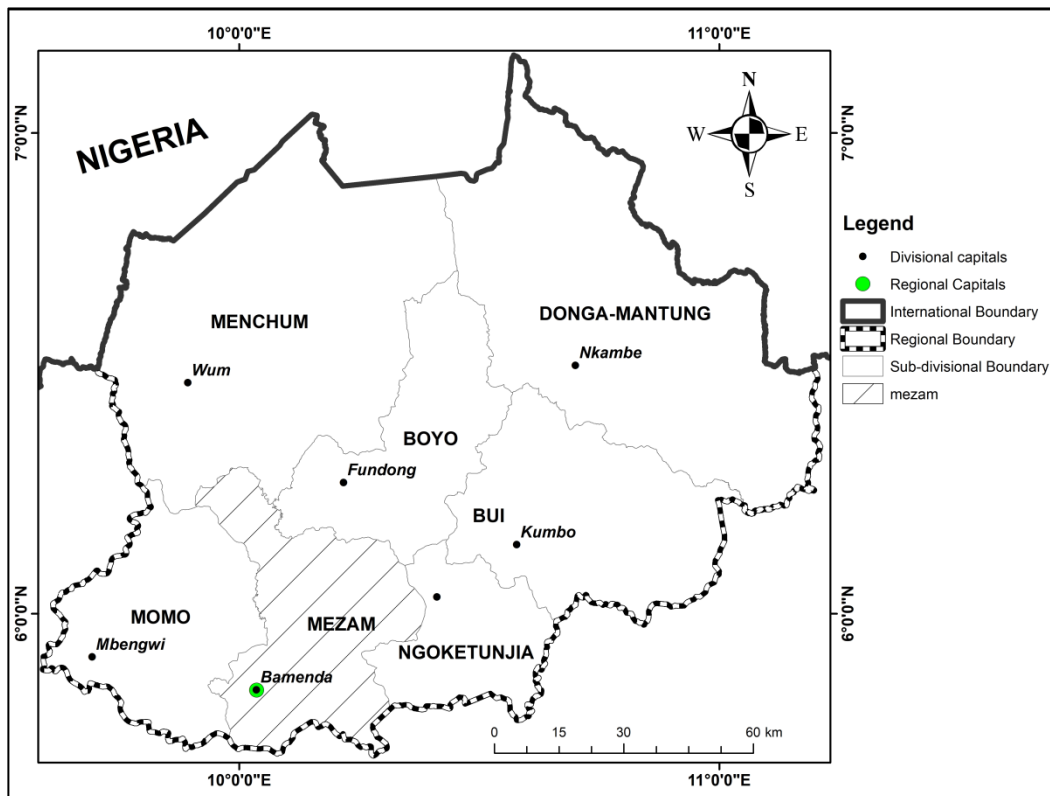 10°0'0"E
11°0'0"E
7°0'0"N
7°0'0"N
NIGERIA
N
W
E
S
Legend
Divisional capitals
Regional Capitals
International Boundary
Regional Boundary
Sub-divisional Boundary
mezam
MENCHUM
DONGA-MANTUNG
Wum
Nkambe
BOYO
Fundong
BUI
Kumbo
6°0'0"N
6°0'0"N
MOMO
MEZAM
Mbengwi
NGOKETUNJIA
Bamenda
0
15
30
60 km
10°0'0"E
11°0'0"E